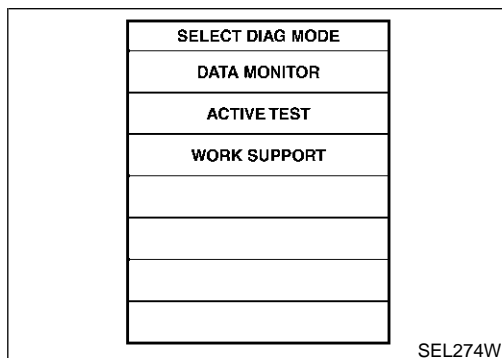 SELECT DIAG MODE
DATA MONITOR
ACTIVE TEST
WORK SUPPORT
SEL274W